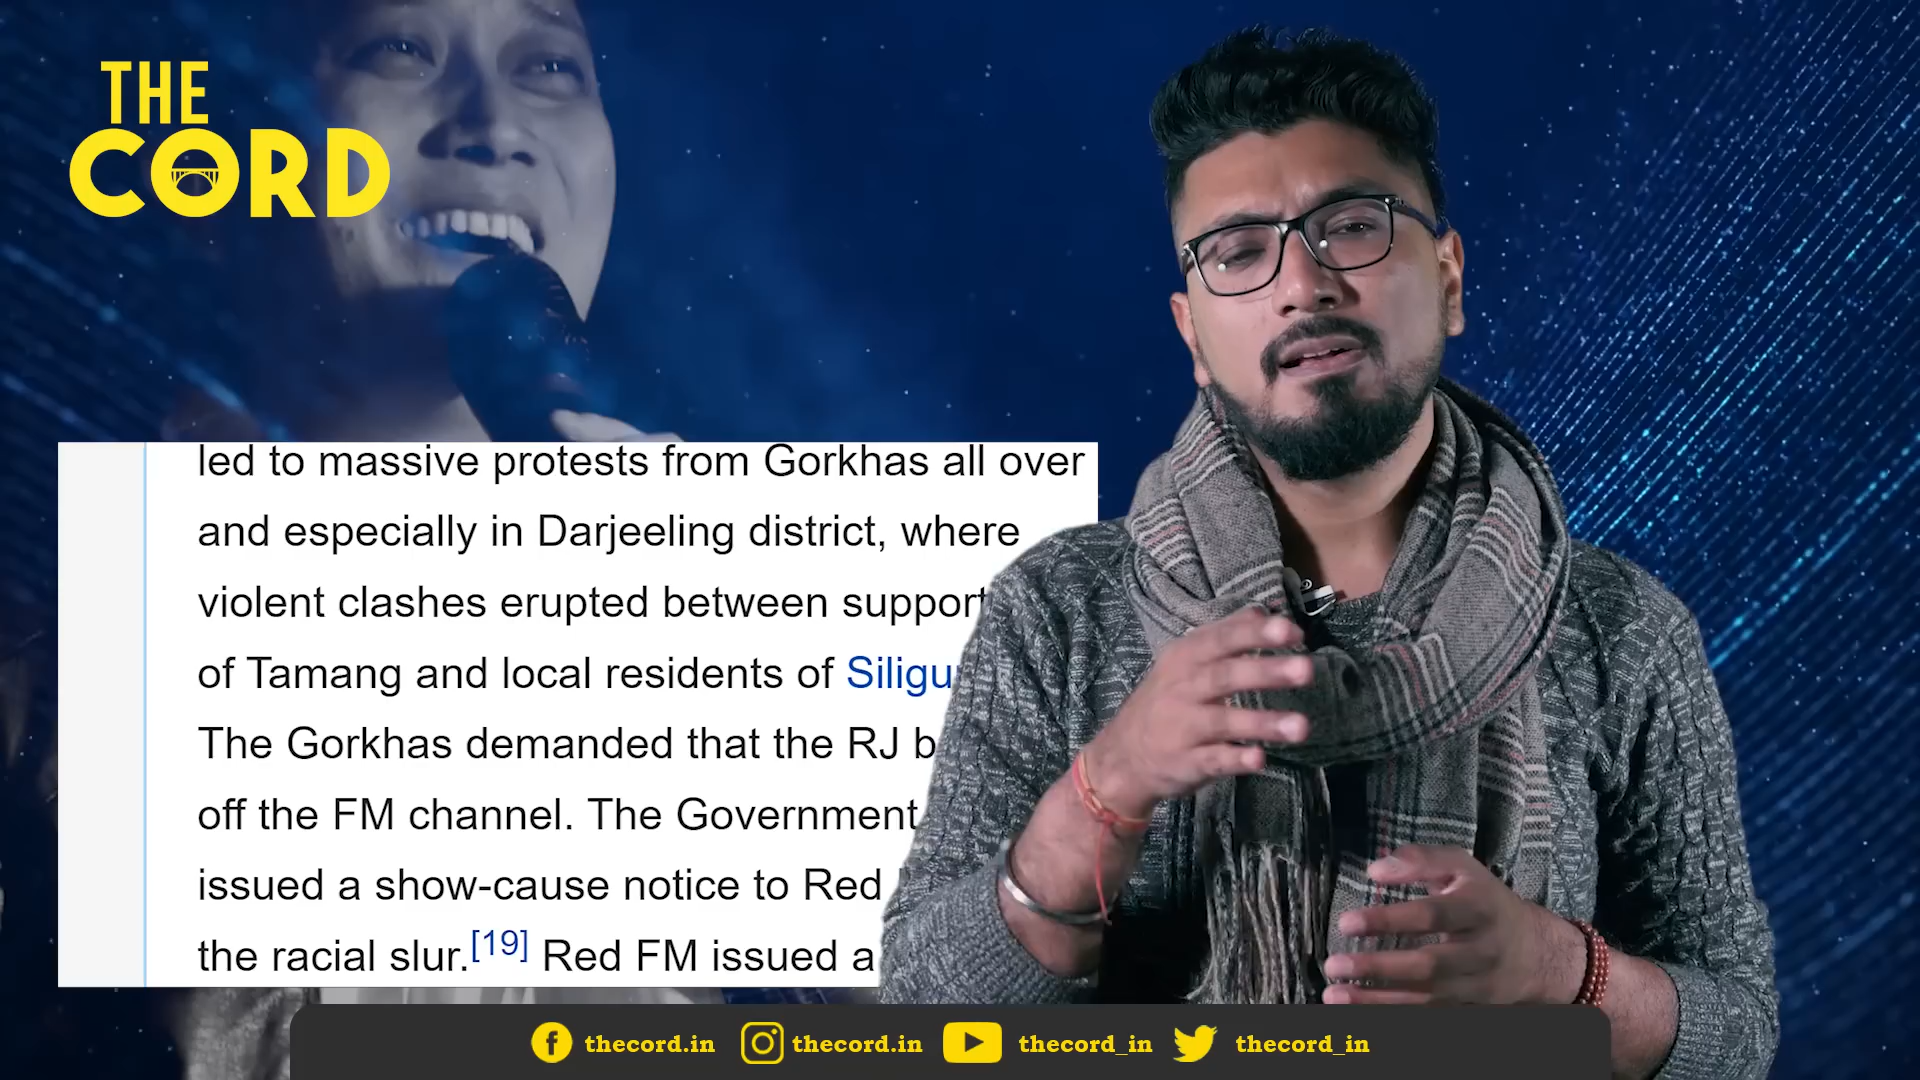 THE
CORD
led to massive protests from Gorkhas all over
and especially in Darjeeling district, where
violent clashes erupted between
of Tamang and local residents of
The Gorkhas demanded that the RJ
off the FM channel. The Government
issued a show-cause notice to Red
the racial slur.[19] Red FM issued a
thecord.in thecord.in thecord_in thecord_in